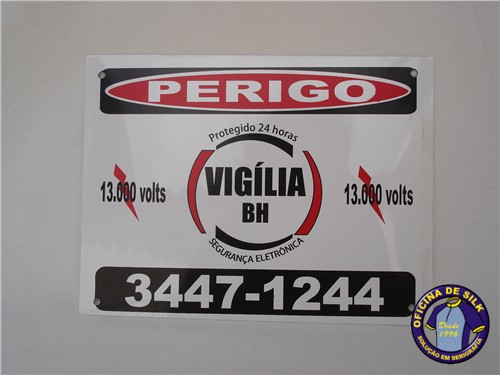 PERIGO
Protegido 24 horas
VIGÍLIA
BH
13.000 volts
13.000 volts
SEGURANÇA ELETRÔNICA
3447-1244
OFICINA DE SILK
Desde
1996
SOLUÇÃO EM SERIGRAFIA